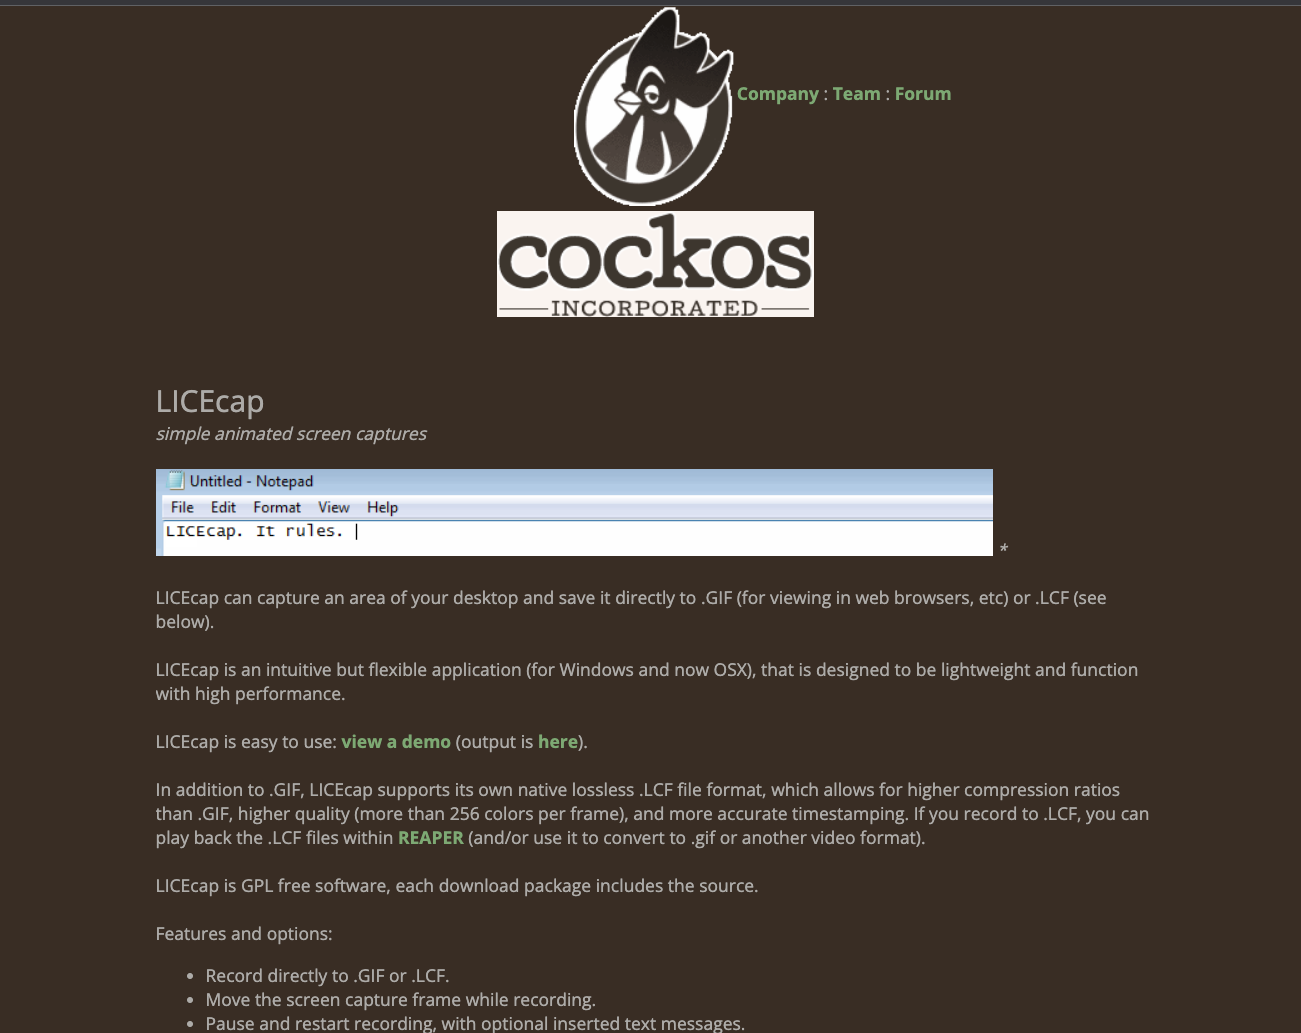 Company : Team : Forum
cockos
INCORPORATED
LICEcap
simple animated screen captures
Untitled - Notepad
File Edit Format View Help
LICEcap. It rules. |
*
LICEcap can capture an area of your desktop and save it directly to .GIF (for viewing in web browsers, etc) or .LCF (see
below).
LICEcap is an intuitive but flexible application (for Windows and now OSX), that is designed to be lightweight and function
with high performance.
LICEcap is easy to use: view a demo (output is here).
In addition to .GIF, LICEcap supports its own native lossless .LCF file format, which allows for higher compression ratios
than .GIF, higher quality (more than 256 colors per frame), and more accurate timestamping. If you record to .LCF, you can
play back the .LCF files within REAPER (and/or use it to convert to .gif or another video format).
LICEcap is GPL free software, each download package includes the source.
Features and options:
• Record directly to .GIF or .LCF.
• Move the screen capture frame while recording.
• Pause and restart recording, with optional inserted text messages.